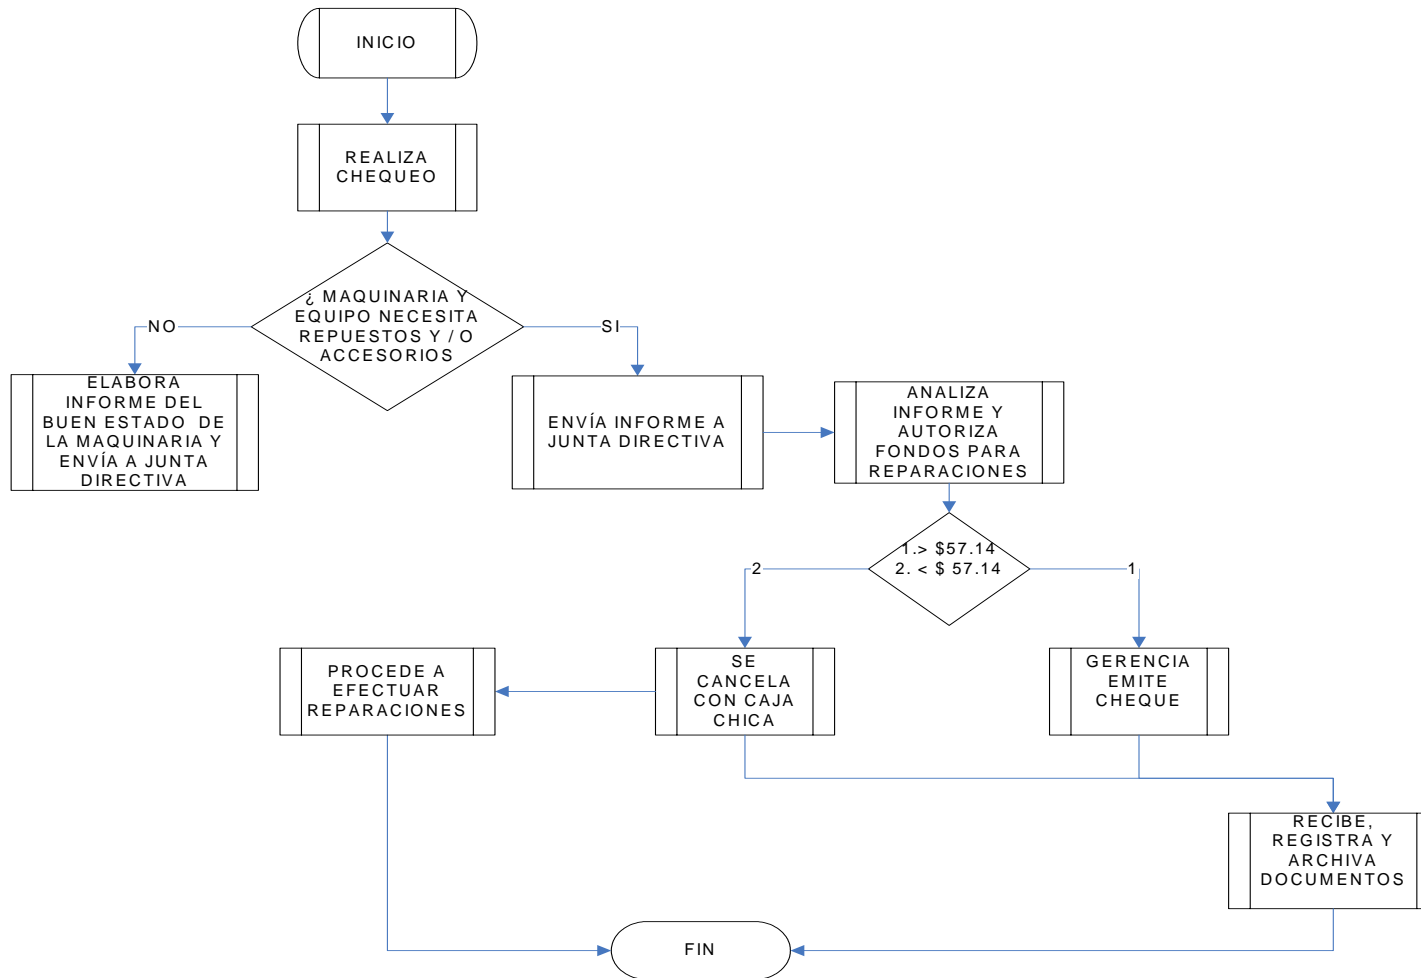 INICIO
REALIZA
CHEQUEO
¿ MAQUINARIA Y
EQUIPO NECESITA
REPUESTOS Y / O
ACCESORIOS
NO
SI
ELABORA
INFORME DEL
BUEN ESTADO DE
LA MAQUINARIA Y
ENVÍA A JUNTA
DIRECTIVA
ENVÍA INFORME A
JUNTA DIRECTIVA
ANALIZA
INFORME Y
AUTORIZA
FONDOS PARA
REPARACIONES
1.> $57.14
2. < $ 57.14
2
1
PROCEDE A
EFECTUAR
REPARACIONES
SE
CANCELA
CON CAJA
CHICA
GERENCIA
EMITE
CHEQUE
RECIBE,
REGISTRA Y
ARCHIVA
DOCUMENTOS
FIN